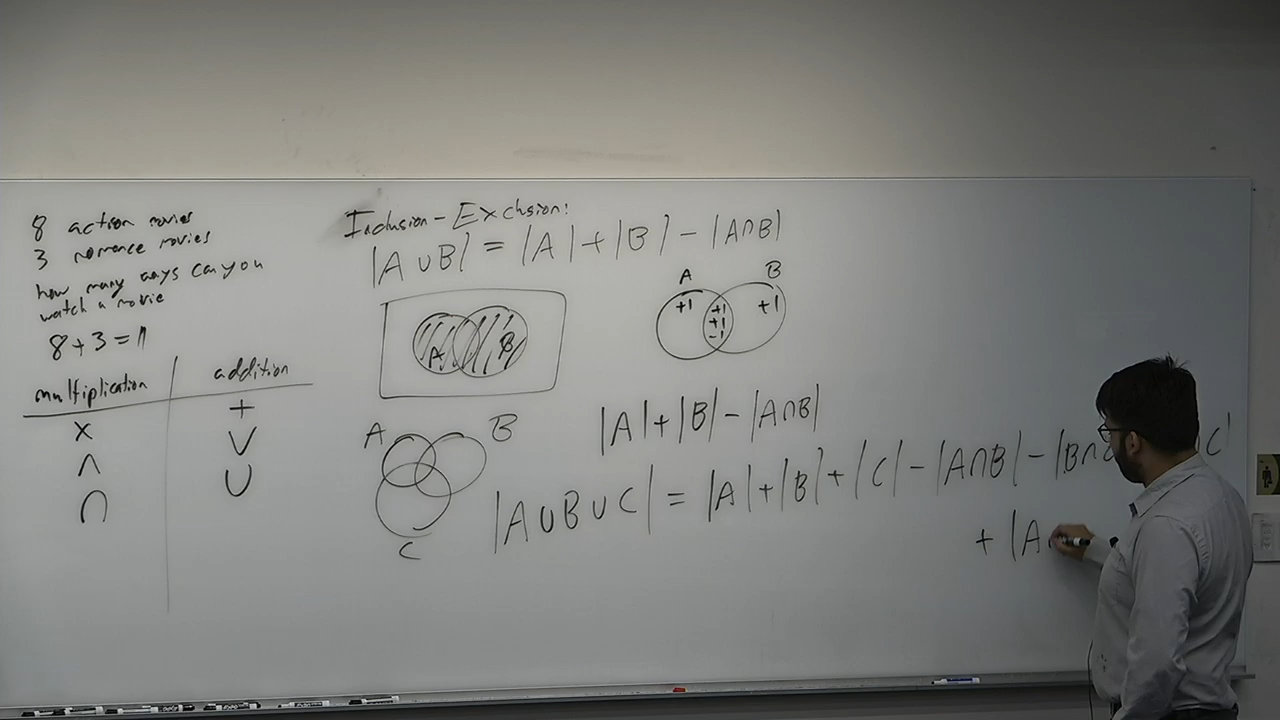 8 action movies
3 romance movies
how many ways can you
watch a movie
8 + 3 = 11
multiplication addition
× +
∧ ∨
∩ ∪
Inclusion-Exclusion:
|A ∪ B| = |A| + |B| - |A∩B|
A B
+1 +1 +1
+1
-1
A B
A B
C
|A| + |B| - |A∩B|
|A ∪ B ∪ C| = |A| + |B| + |C| - |A∩B| - |B∩ C|
+ |A